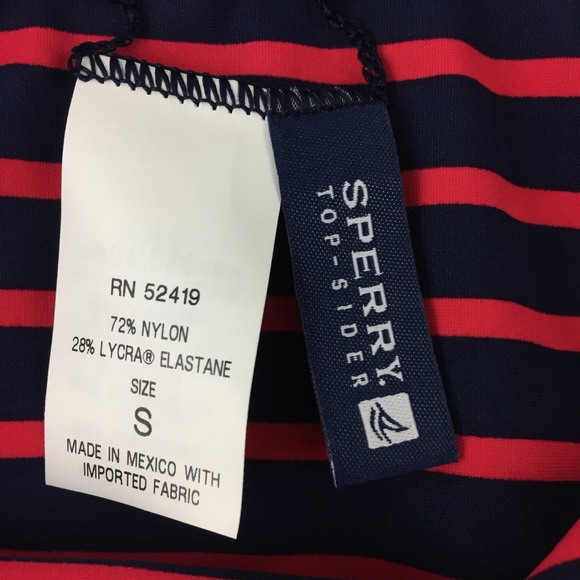 RN 52419
72% NYLON
28% LYCRA® ELASTANE
SIZE
S
MADE IN MEXICO WITH
IMPORTED FABRIC
SPERRY.
TOP-SIDER